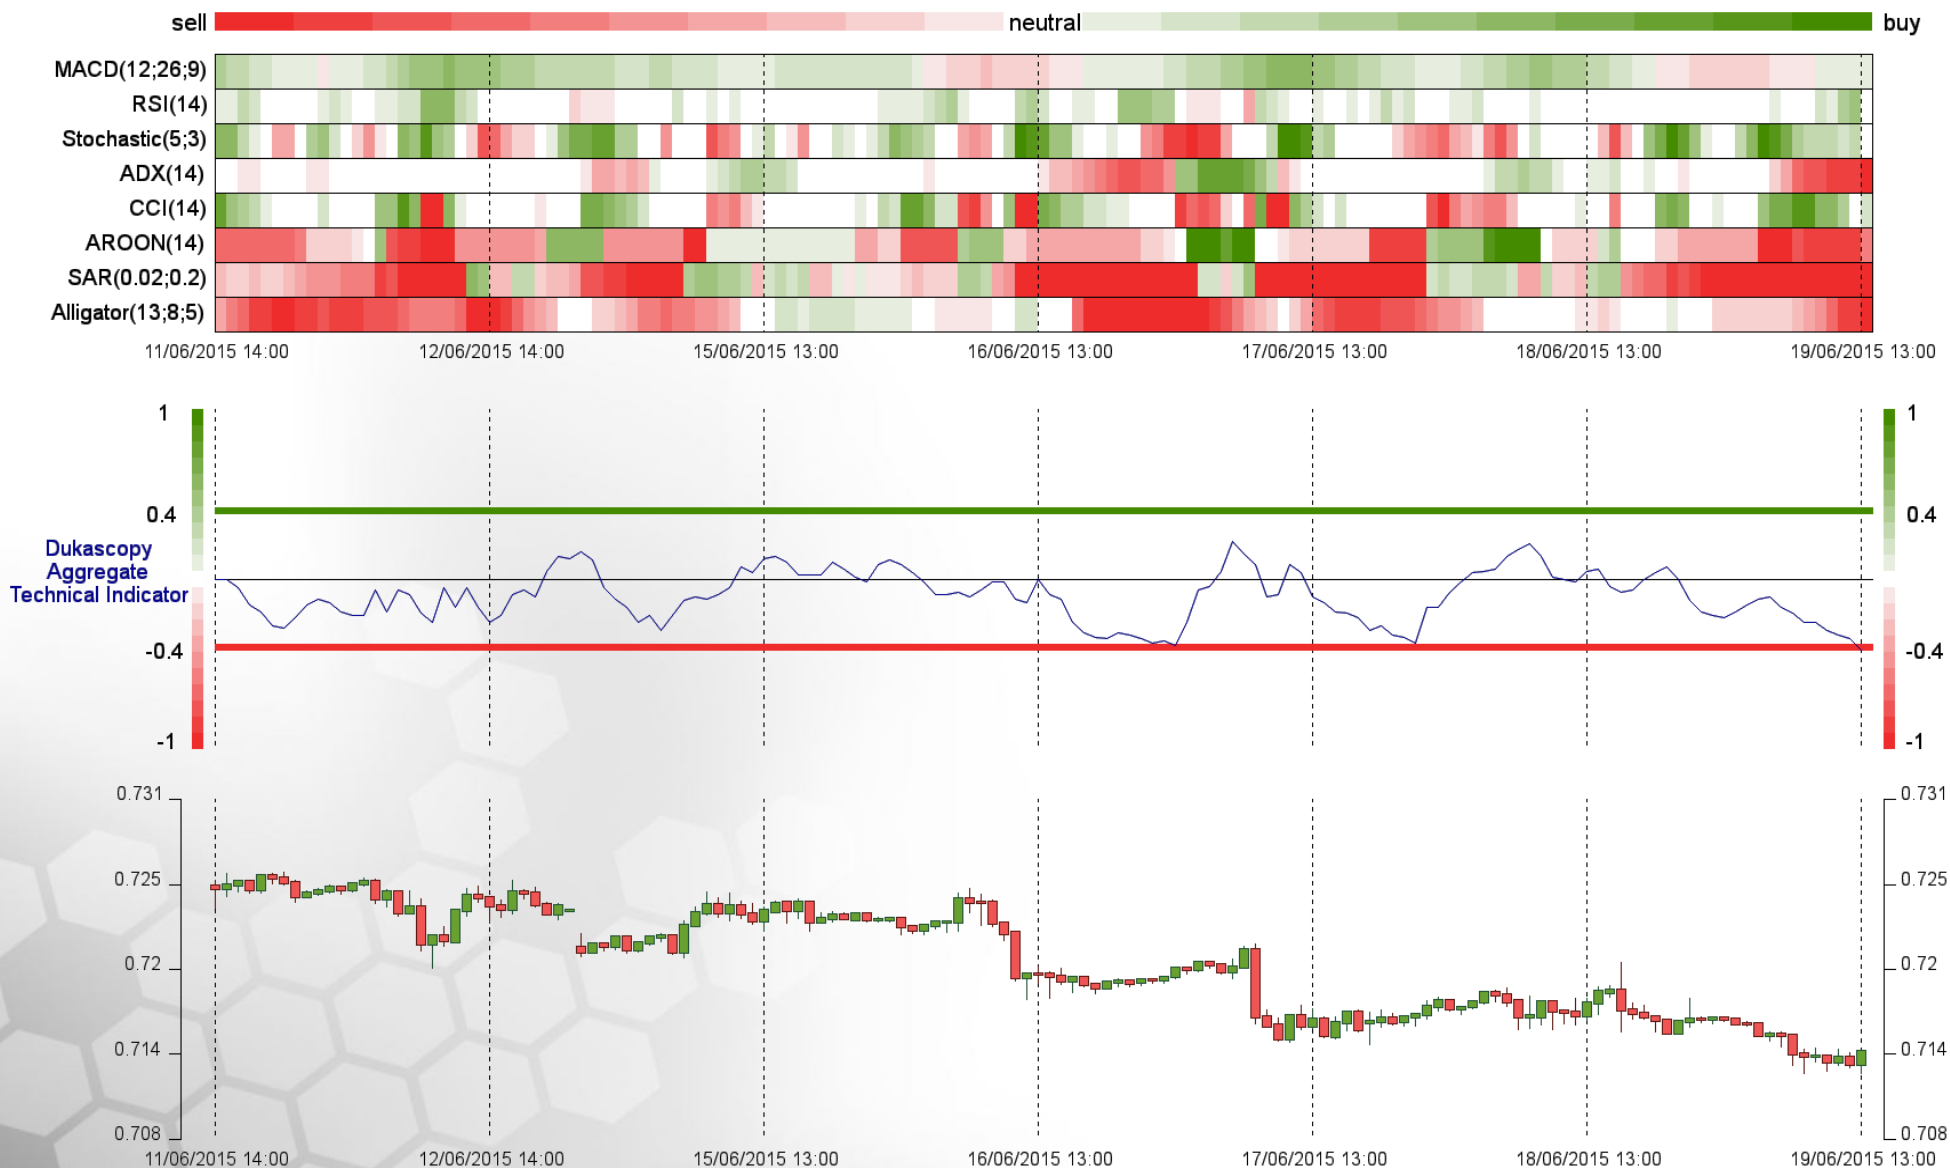 sell neutral buy
MACD(12;26;9)
RSI(14)
Stochastic(5;3)
ADX(14)
CCI(14)
AROON(14)
SAR(0.02;0.2)
Alligator(13;8;5)
11/06/2015 14:00 12/06/2015 14:00 15/06/2015 13:00 16/06/2015 13:00 17/06/2015 13:00 18/06/2015 13:00 19/06/2015 13:00
1 1
0.4 0.4
Dukascopy
Aggregate
Technical Indicator
-0.4 -0.4
-1 -1
0.731 0.731
0.725 0.725
0.72 0.72
0.714 0.714
0.708 0.708
11/06/2015 14:00 12/06/2015 14:00 15/06/2015 13:00 16/06/2015 13:00 17/06/2015 13:00 18/06/2015 13:00 19/06/2015 13:00